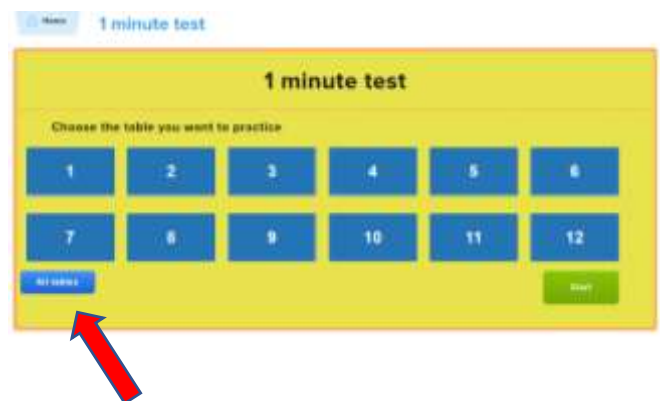 Home
1 minute test
1 minute test
Choose the table you want to practice
1 2 3 4 5 6
7 8 9 10 11 12
All tables
Start